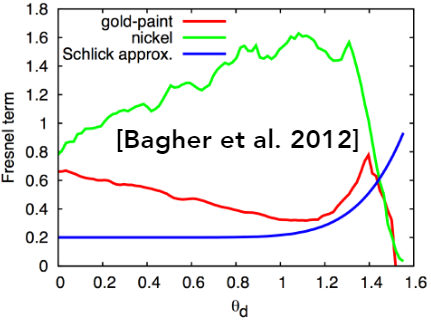 gold-paint
nickel
Schlick approx.
1.8
1.6
1.4
1.2
1
0.8
0.6
0.4
0.2
0
Fresnel term
[Bagher et al. 2012]
0 0.2 0.4 0.6 0.8 1 1.2 1.4 1.6
θd